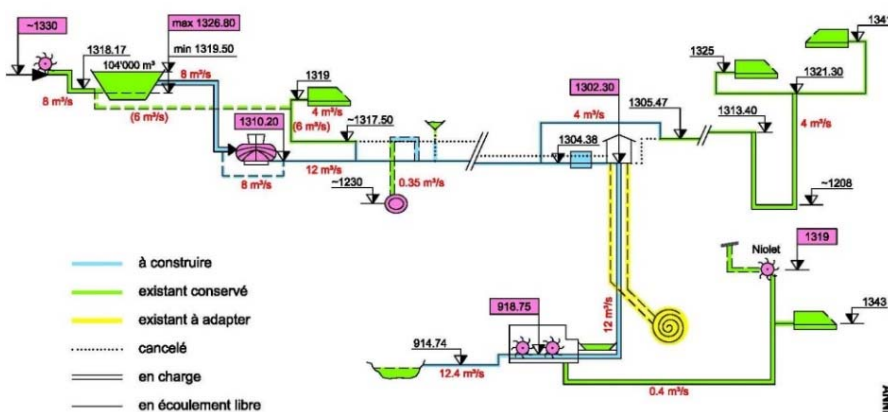 ~1330
1318.17
max 1326.80
min 1319.50
104'000 m³
8 m³/s
8 m³/s
(6 m³/s)
1319
4 m³/s
(6 m³/s)
1310.20
~1317.50
12 m³/s
8 m³/s
~1230
0.35 m³/s
1302.30
4 m³/s
1305.47
1304.38
1325
1321.30
1313.40
4 m³/s
~1208
Niolet
1319
1343
0.4 m³/s
12 m³/s
918.75
914.74
12.4 m³/s
à construire
existant conservé
existant à adapter
cancelé
en charge
en écoulement libre